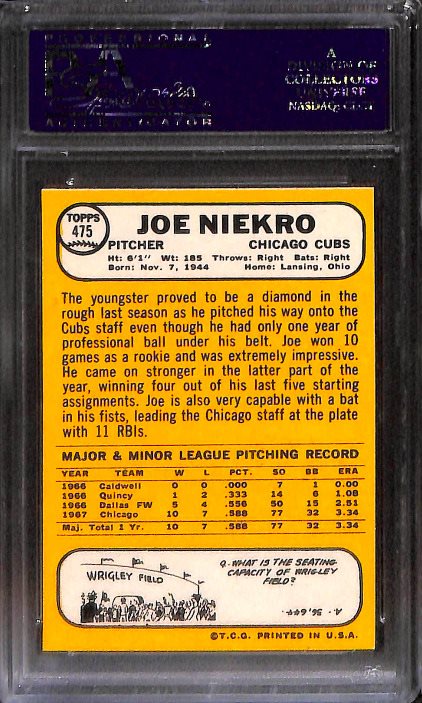 PROFESSIONAL
A
DIVISION OF
COLLECTORS
UNIVERSE
NASDAQ: CLCT
AUTHENTICATOR
TOPPS
475
JOE NIEKRO
PITCHER CHICAGO CUBS
Ht: 6'1" Wt: 185 Throws: Right Bats: Right
Born: Nov. 7, 1944 Home: Lansing, Ohio
The youngster proved to be a diamond in the
rough last season as he pitched his way onto the
Cubs staff even though he had only one year of
professional ball under his belt. Joe won 10
games as a rookie and was extremely impressive.
He came on stronger in the latter part of the
year, winning four out of his last five starting
assignments. Joe is also very capable with a bat
in his fists, leading the Chicago staff at the plate
with 11 RBIs.
MAJOR & MINOR LEAGUE PITCHING RECORD
YEAR TEAM W L PCT. SO BB ERA
1966 Caldwell 0 0 .000 7 1 0.00
1966 Quincy 1 2 .333 14 6 1.08
1966 Dallas FW 5 4 .556 50 15 2.51
1967 Chicago 10 7 .588 77 32 3.34
Maj. Total 1 Yr. 10 7 .588 77 32 3.34
WRIGLEY FIELD
Q. WHAT IS THE SEATING
CAPACITY OF WRIGLEY
FIELD?
A. 36,644.
©T.C.G. PRINTED IN U.S.A.